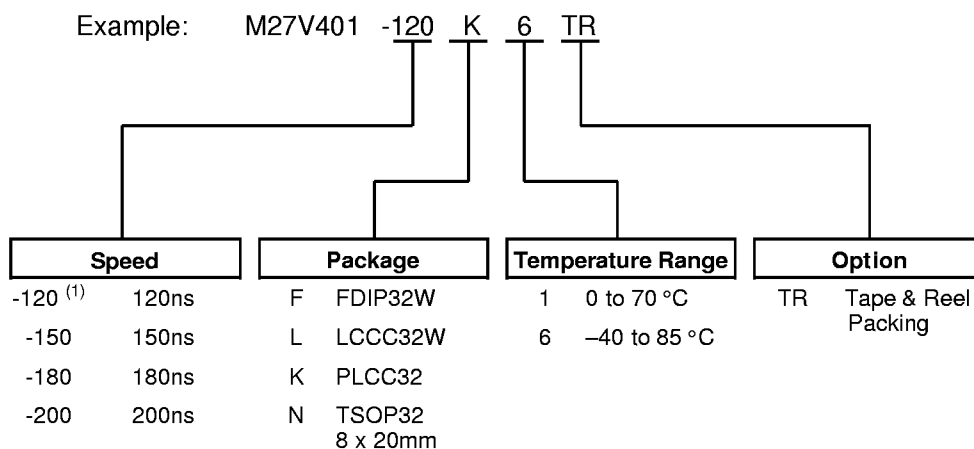 Example: M27V401 -120 K 6 TR
Speed Package Temperature Range Option
-120 (1) 120ns F FDIP32W 1 0 to 70 °C TR Tape & Reel
Packing
-150 150ns L LCCC32W 6 –40 to 85 °C
-180 180ns K PLCC32
-200 200ns N TSOP32
8 x 20mm